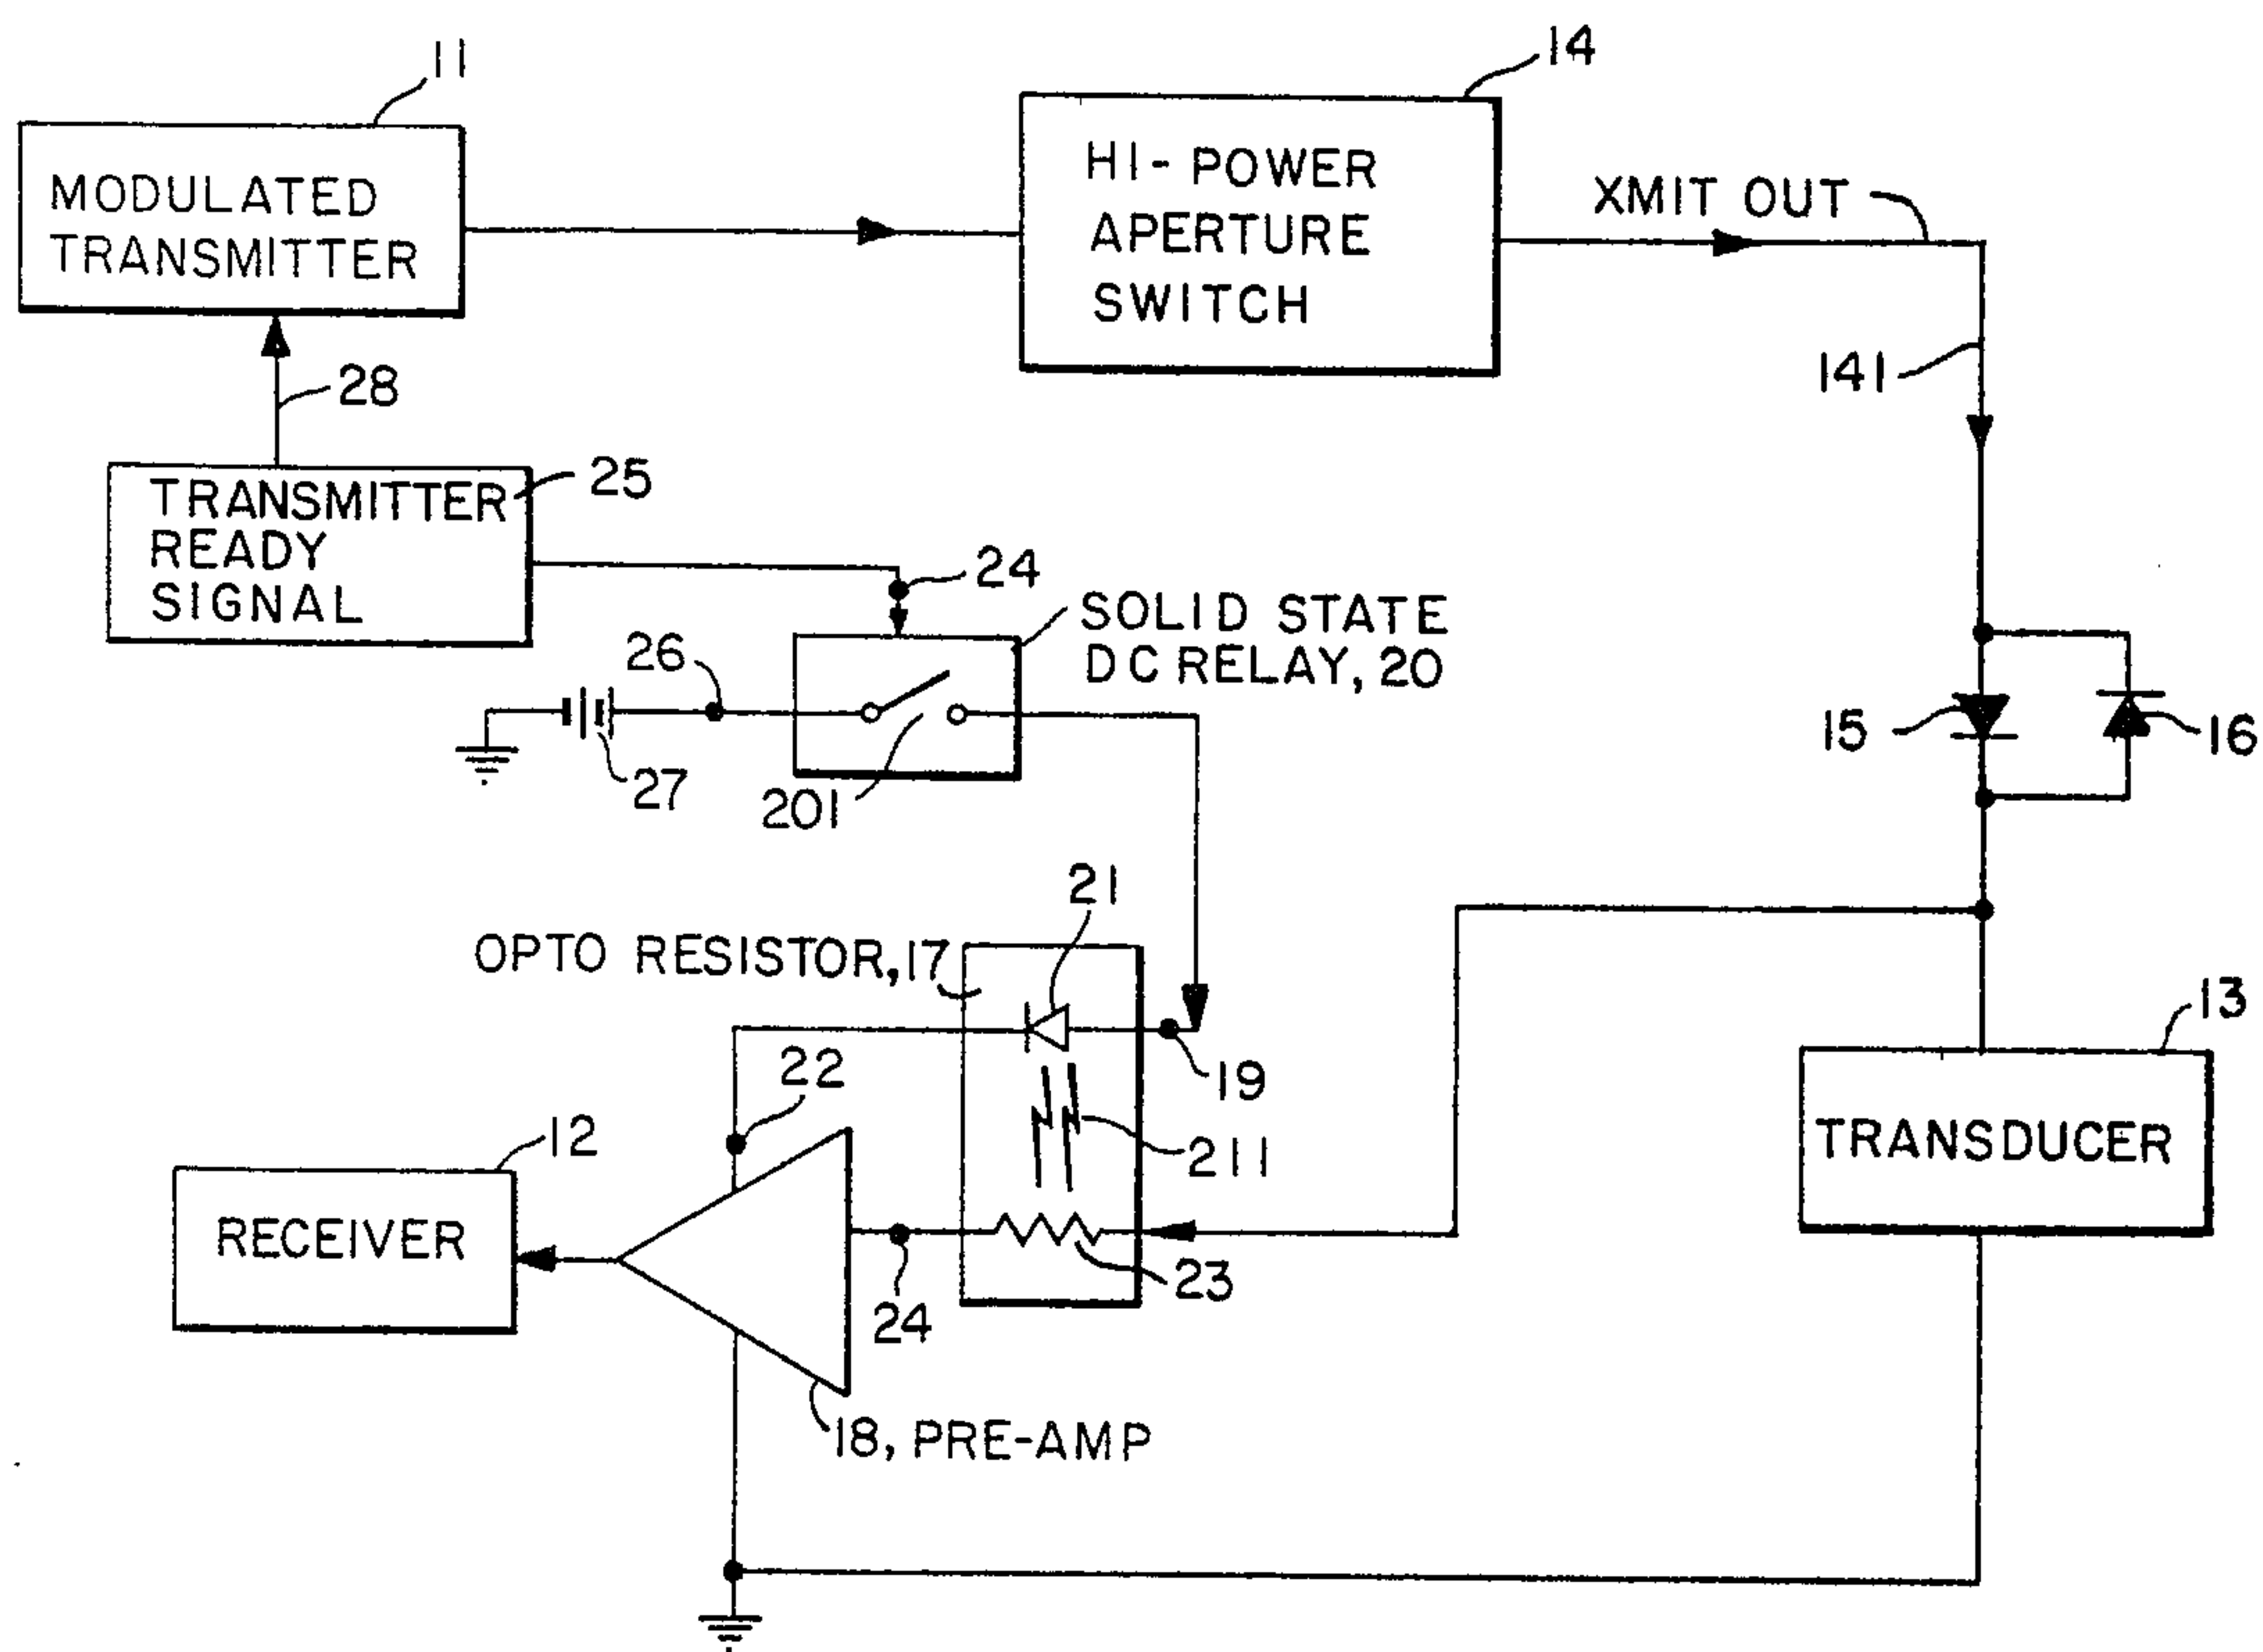 11
14
MODULATED
TRANSMITTER
HI-POWER
APERTURE
SWITCH
XMIT OUT
141
28
TRANSMITTER
READY
SIGNAL
25
24
SOLID STATE
DC RELAY, 20
26
27
201
15
16
21
OPTO RESISTOR, 17
19
13
22
211
TRANSDUCER
12
RECEIVER
23
24
18, PRE-AMP